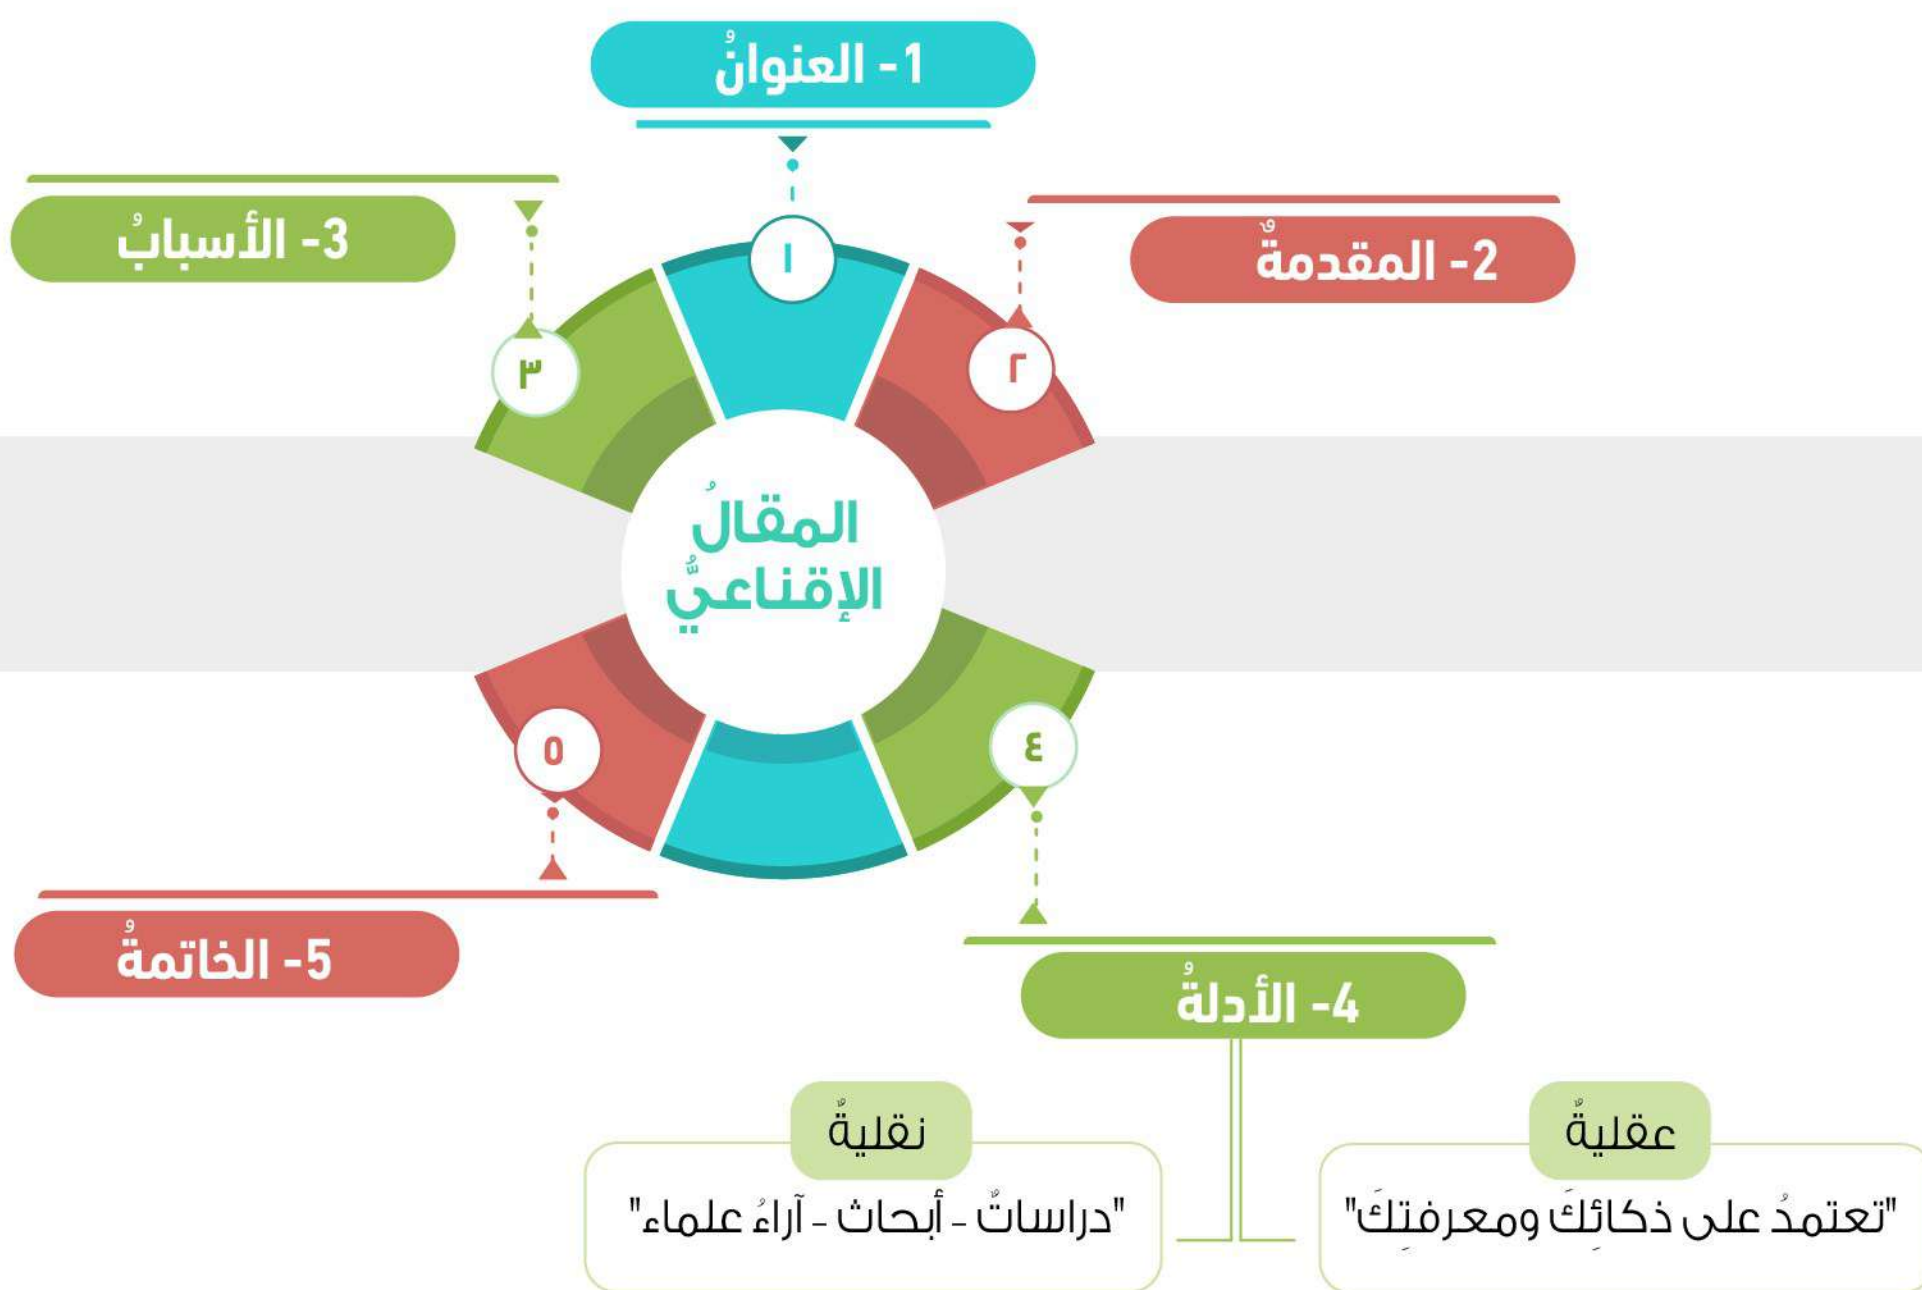 1- العنوانُ
2- المقدمةُ
3- الأسبابُ
١
٢
٣
المقالُ
الإقناعيُّ
٤
٥
4- الأدلةُ
5- الخاتمةُ
عقليةٌ
"تعتمدُ على ذكائِكَ ومعرفتِكَ"
نقليةٌ
"دراساتٌ - أبحاث - آراءُ علماء"